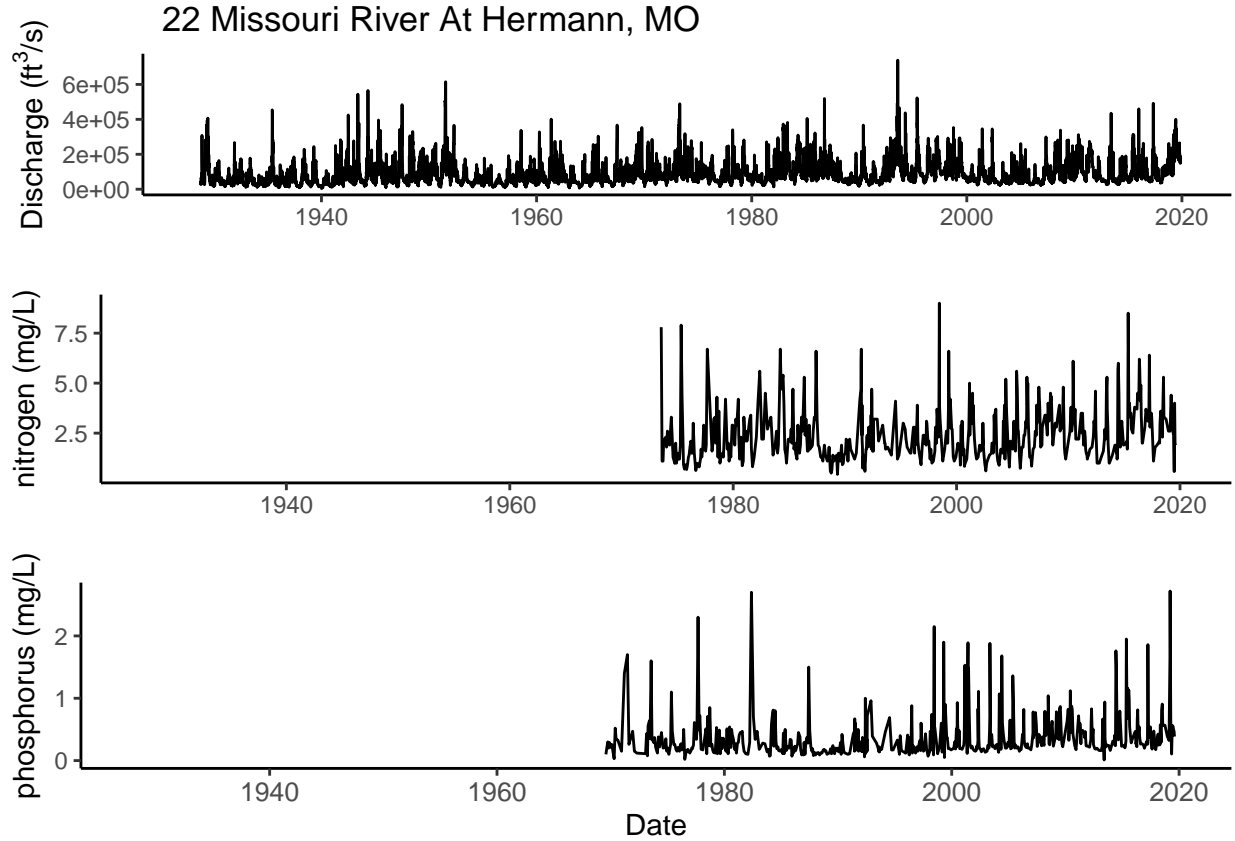 22 Missouri River At Hermann, MO
Discharge (ft³/s)
6e+05
4e+05
2e+05
0e+00
1940 1960 1980 2000 2020
nitrogen (mg/L)
7.5
5.0
2.5
1940 1960 1980 2000 2020
phosphorus (mg/L)
2
1
0
1940 1960 1980 2000 2020
Date